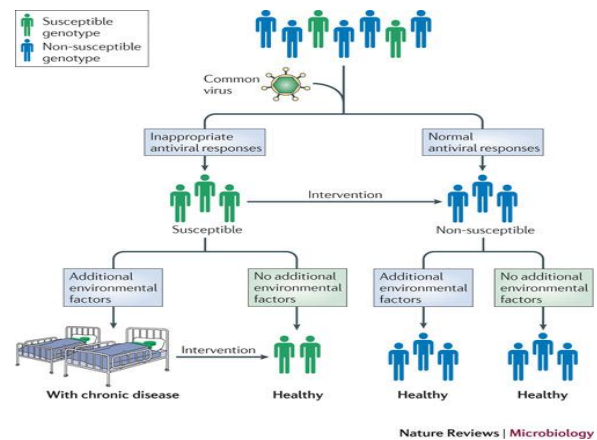 Susceptible
genotype
Non-susceptible
genotype
Common
virus
Inappropriate
antiviral responses
Normal
antiviral responses
Intervention
Susceptible
Non-susceptible
Additional
environmental
factors
No additional
environmental
factors
Additional
environmental
factors
No additional
environmental
factors
Intervention
With chronic disease
Healthy
Healthy
Healthy
Nature Reviews | Microbiology